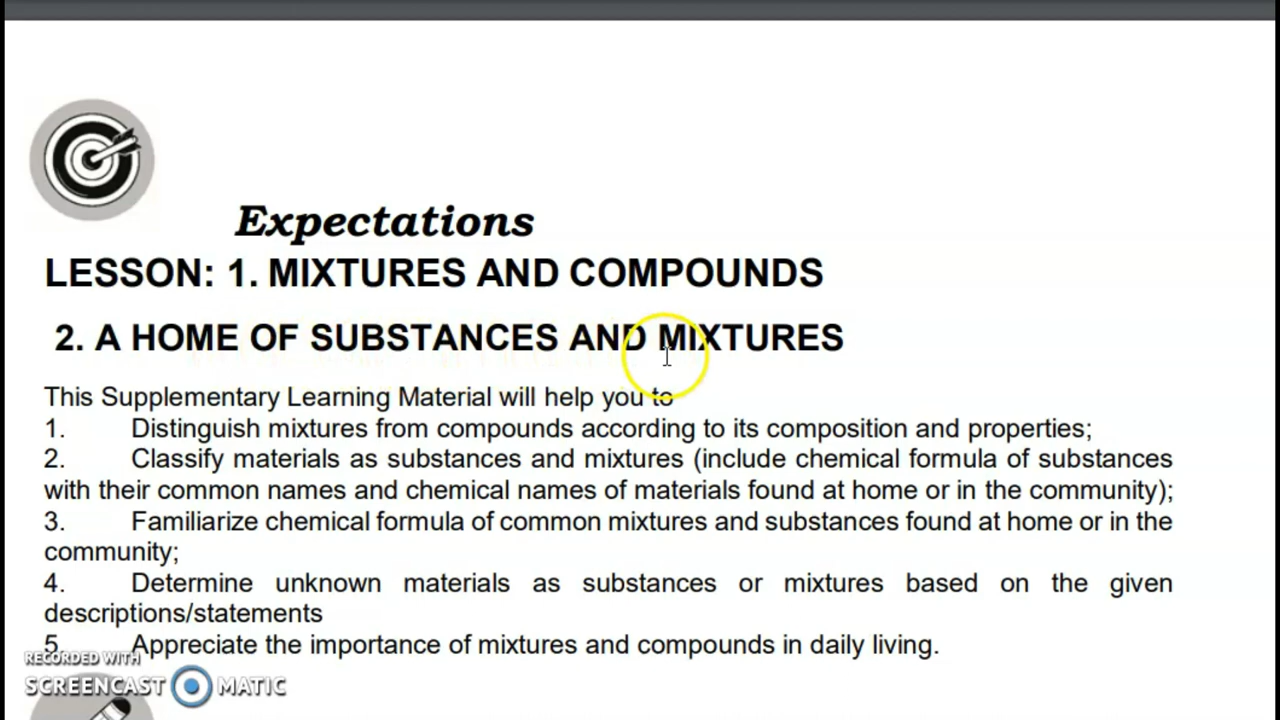 Expectations
LESSON: 1. MIXTURES AND COMPOUNDS
2. A HOME OF SUBSTANCES AND MIXTURES
This Supplementary Learning Material will help you to
1. Distinguish mixtures from compounds according to its composition and properties;
2. Classify materials as substances and mixtures (include chemical formula of substances
with their common names and chemical names of materials found at home or in the community);
3. Familiarize chemical formula of common mixtures and substances found at home or in the
community;
4. Determine unknown materials as substances or mixtures based on the given
descriptions/statements
5. Appreciate the importance of mixtures and compounds in daily living.
RECORDED WITH
SCREENCAST MATIC